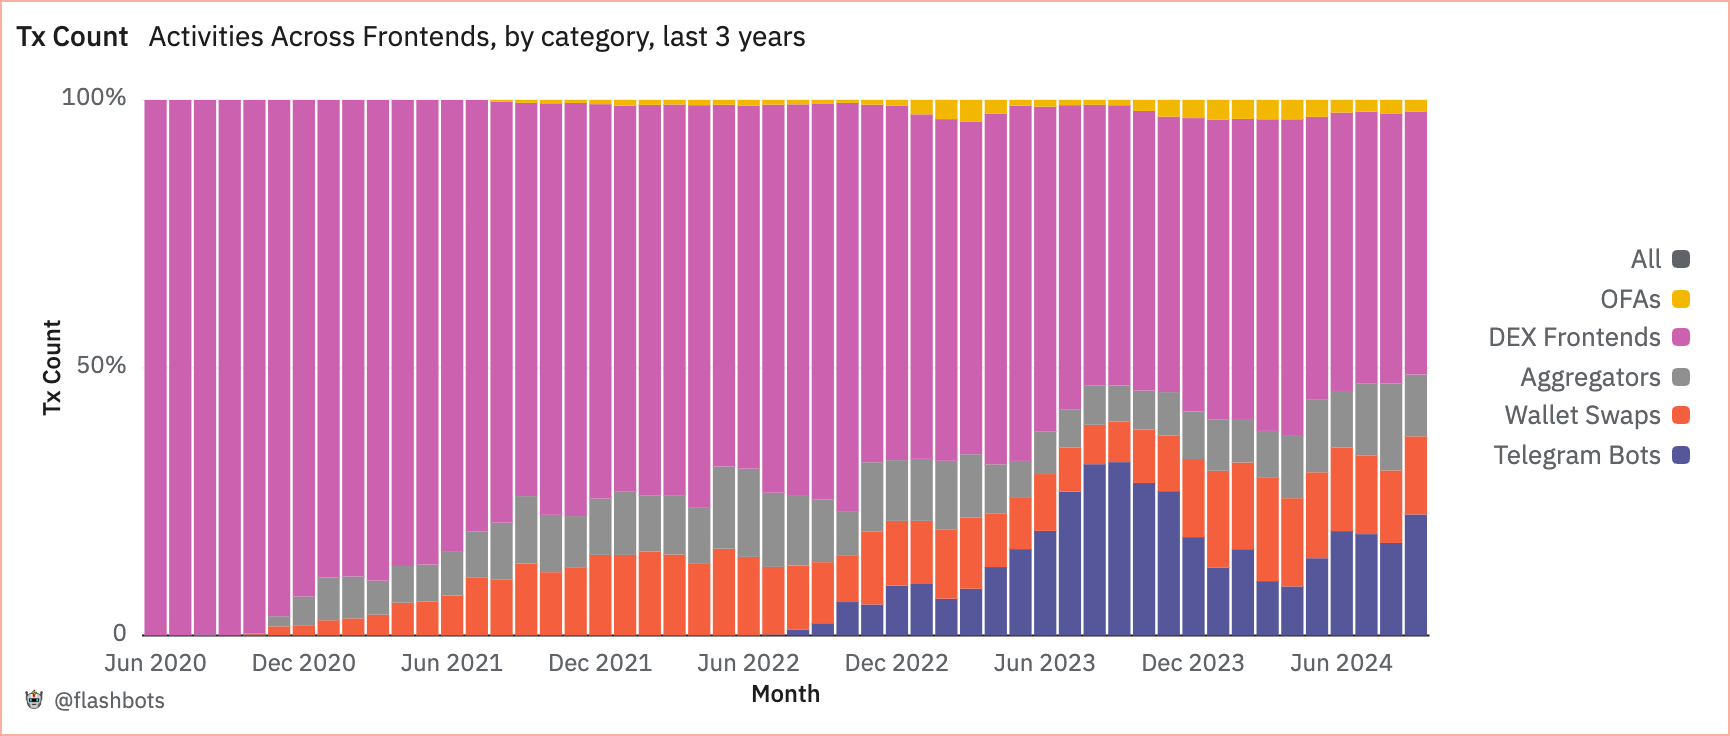 Tx Count Activities Across Frontends, by category, last 3 years
100%
50%
0
Tx Count
Jun 2020 Dec 2020 Jun 2021 Dec 2021 Jun 2022 Dec 2022 Jun 2023 Dec 2023 Jun 2024
Month
All
OFAs
DEX Frontends
Aggregators
Wallet Swaps
Telegram Bots
@flashbots